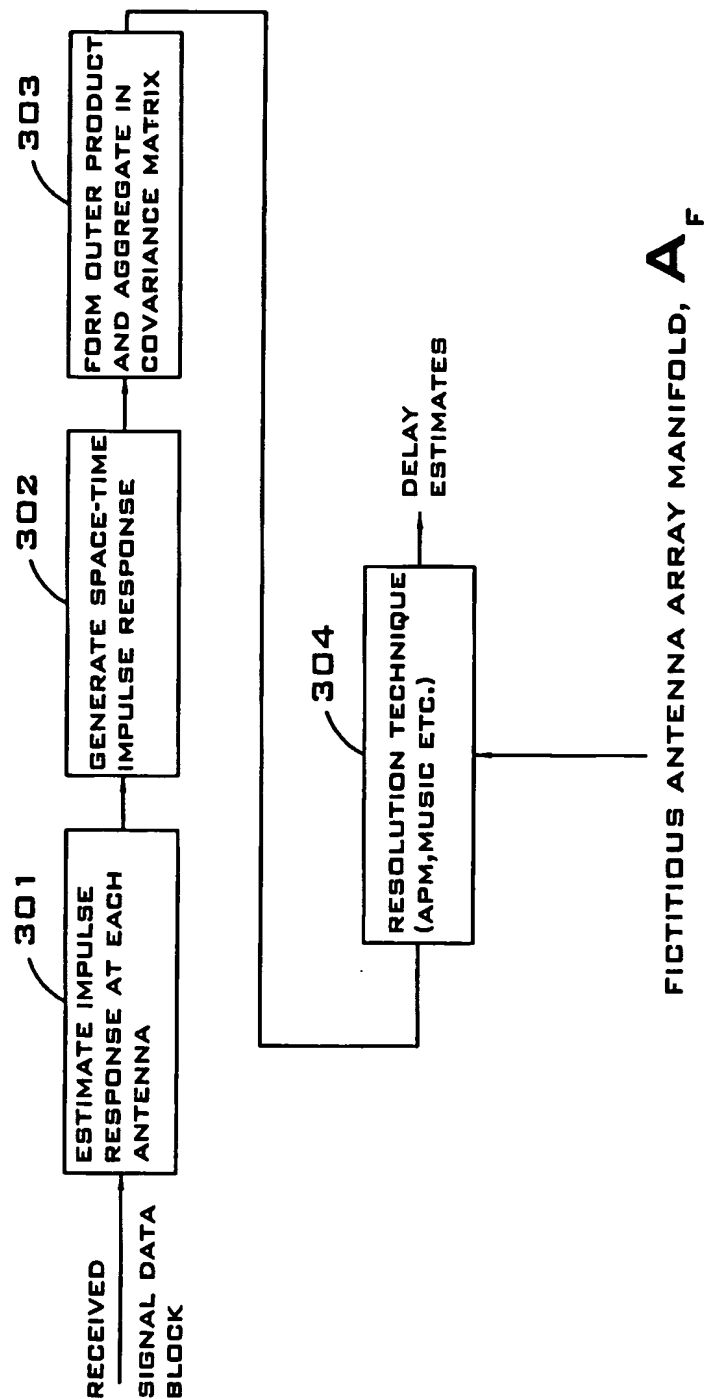 RECEIVED
SIGNAL DATA
BLOCK
301
ESTIMATE IMPULSE
RESPONSE AT EACH
ANTENNA
302
GENERATE SPACE-TIME
IMPULSE RESPONSE
303
FORM OUTER PRODUCT
AND AGGREGATE IN
COVARIANCE MATRIX
304
RESOLUTION TECHNIQUE
(APM,MUSIC ETC.)
DELAY
ESTIMATES
FICTITIOUS ANTENNA ARRAY MANIFOLD, A F